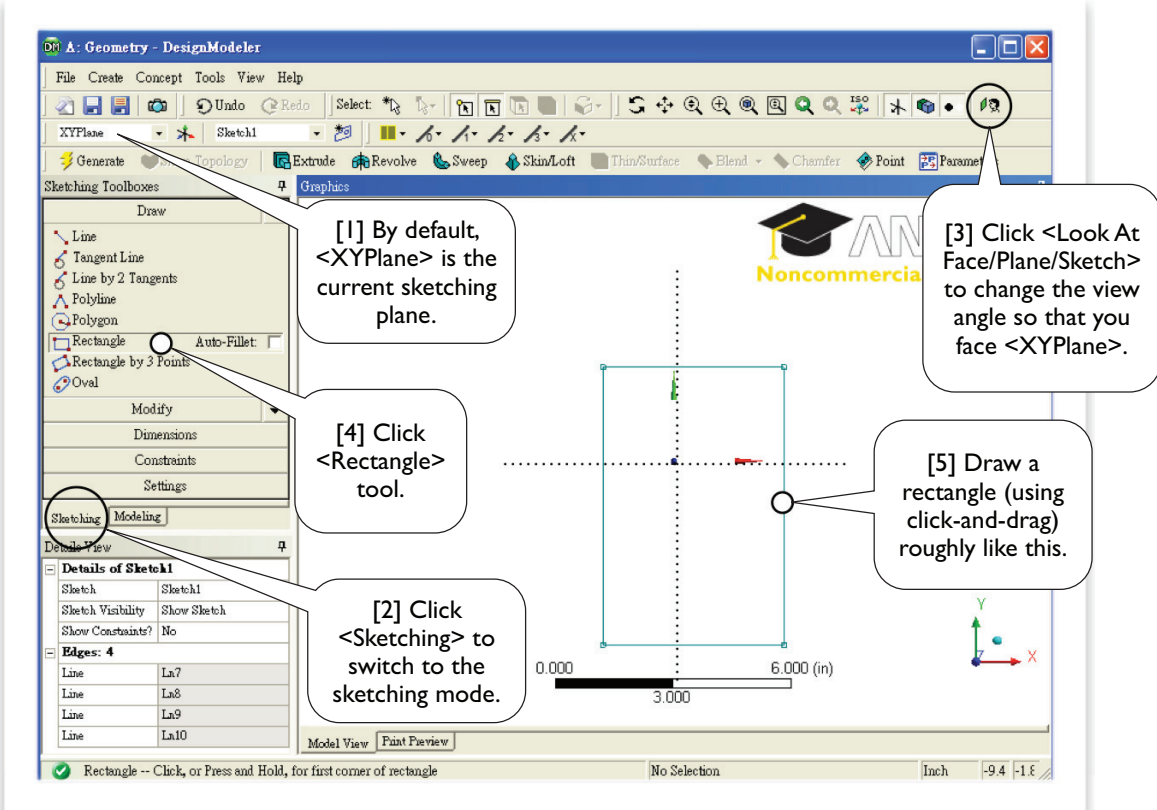 A: Geometry - DesignModeler
File Create Concept Tools View Help
Undo Redo Select: ISO
XYPlane Sketch1
Generate Topology Extrude Revolve Sweep Skin/Loft Thin/Surface Blend Chamfer Point
Sketching Toolboxes
Graphics
Draw
Line
Tangent Line
Line by 2 Tangents
Polyline
Polygon
Rectangle Auto-Fillet:
Rectangle by 3 Points
Oval
Modify
Dimensions
Constraints
Settings
Sketching Modeling
Details View
Details of Sketch1
Sketch Sketch1
Sketch Visibility Show Sketch
Show Constraints? No
Edges: 4
Line Ln7
Line Ln8
Line Ln9
Line Ln10
[1] By default,
<XYPlane> is the
current sketching
plane.
[3] Click <Look At
Face/Plane/Sketch>
to change the view
angle so that you
face <XYPlane>.
[4] Click
<Rectangle>
tool.
[5] Draw a
rectangle (using
click-and-drag)
roughly like this.
[2] Click
<Sketching> to
switch to the
sketching mode.
0.000 6.000 (in)
3.000
Y
Z X
Model View Print Preview
Rectangle -- Click, or Press and Hold, for first corner of rectangle No Selection Inch -9.4